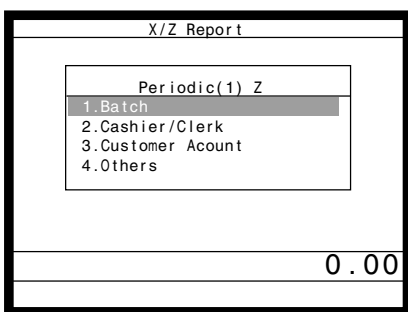 X/Z Report
Periodic(1) Z
1.Batch
2.Cashier/Clerk
3.Customer Acount
4.Others
0.00